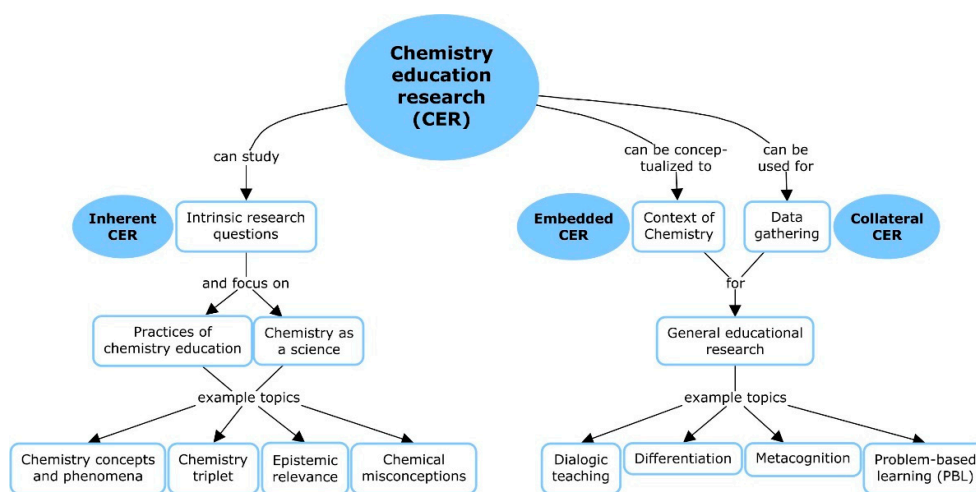 Chemistry
education
research
(CER)
can study
can be concep-
tualized to
can be
used for
Inherent
CER
Intrinsic research
questions
Embedded
CER
Context of
Chemistry
Data
gathering
Collateral
CER
and focus on
for
Practices of
chemistry education
Chemistry as
a science
General educational
research
example topics
example topics
Chemistry concepts
and phenomena
Chemistry
triplet
Epistemic
relevance
Chemical
misconceptions
Dialogic
teaching
Differentiation
Metacognition
Problem-based
learning (PBL)